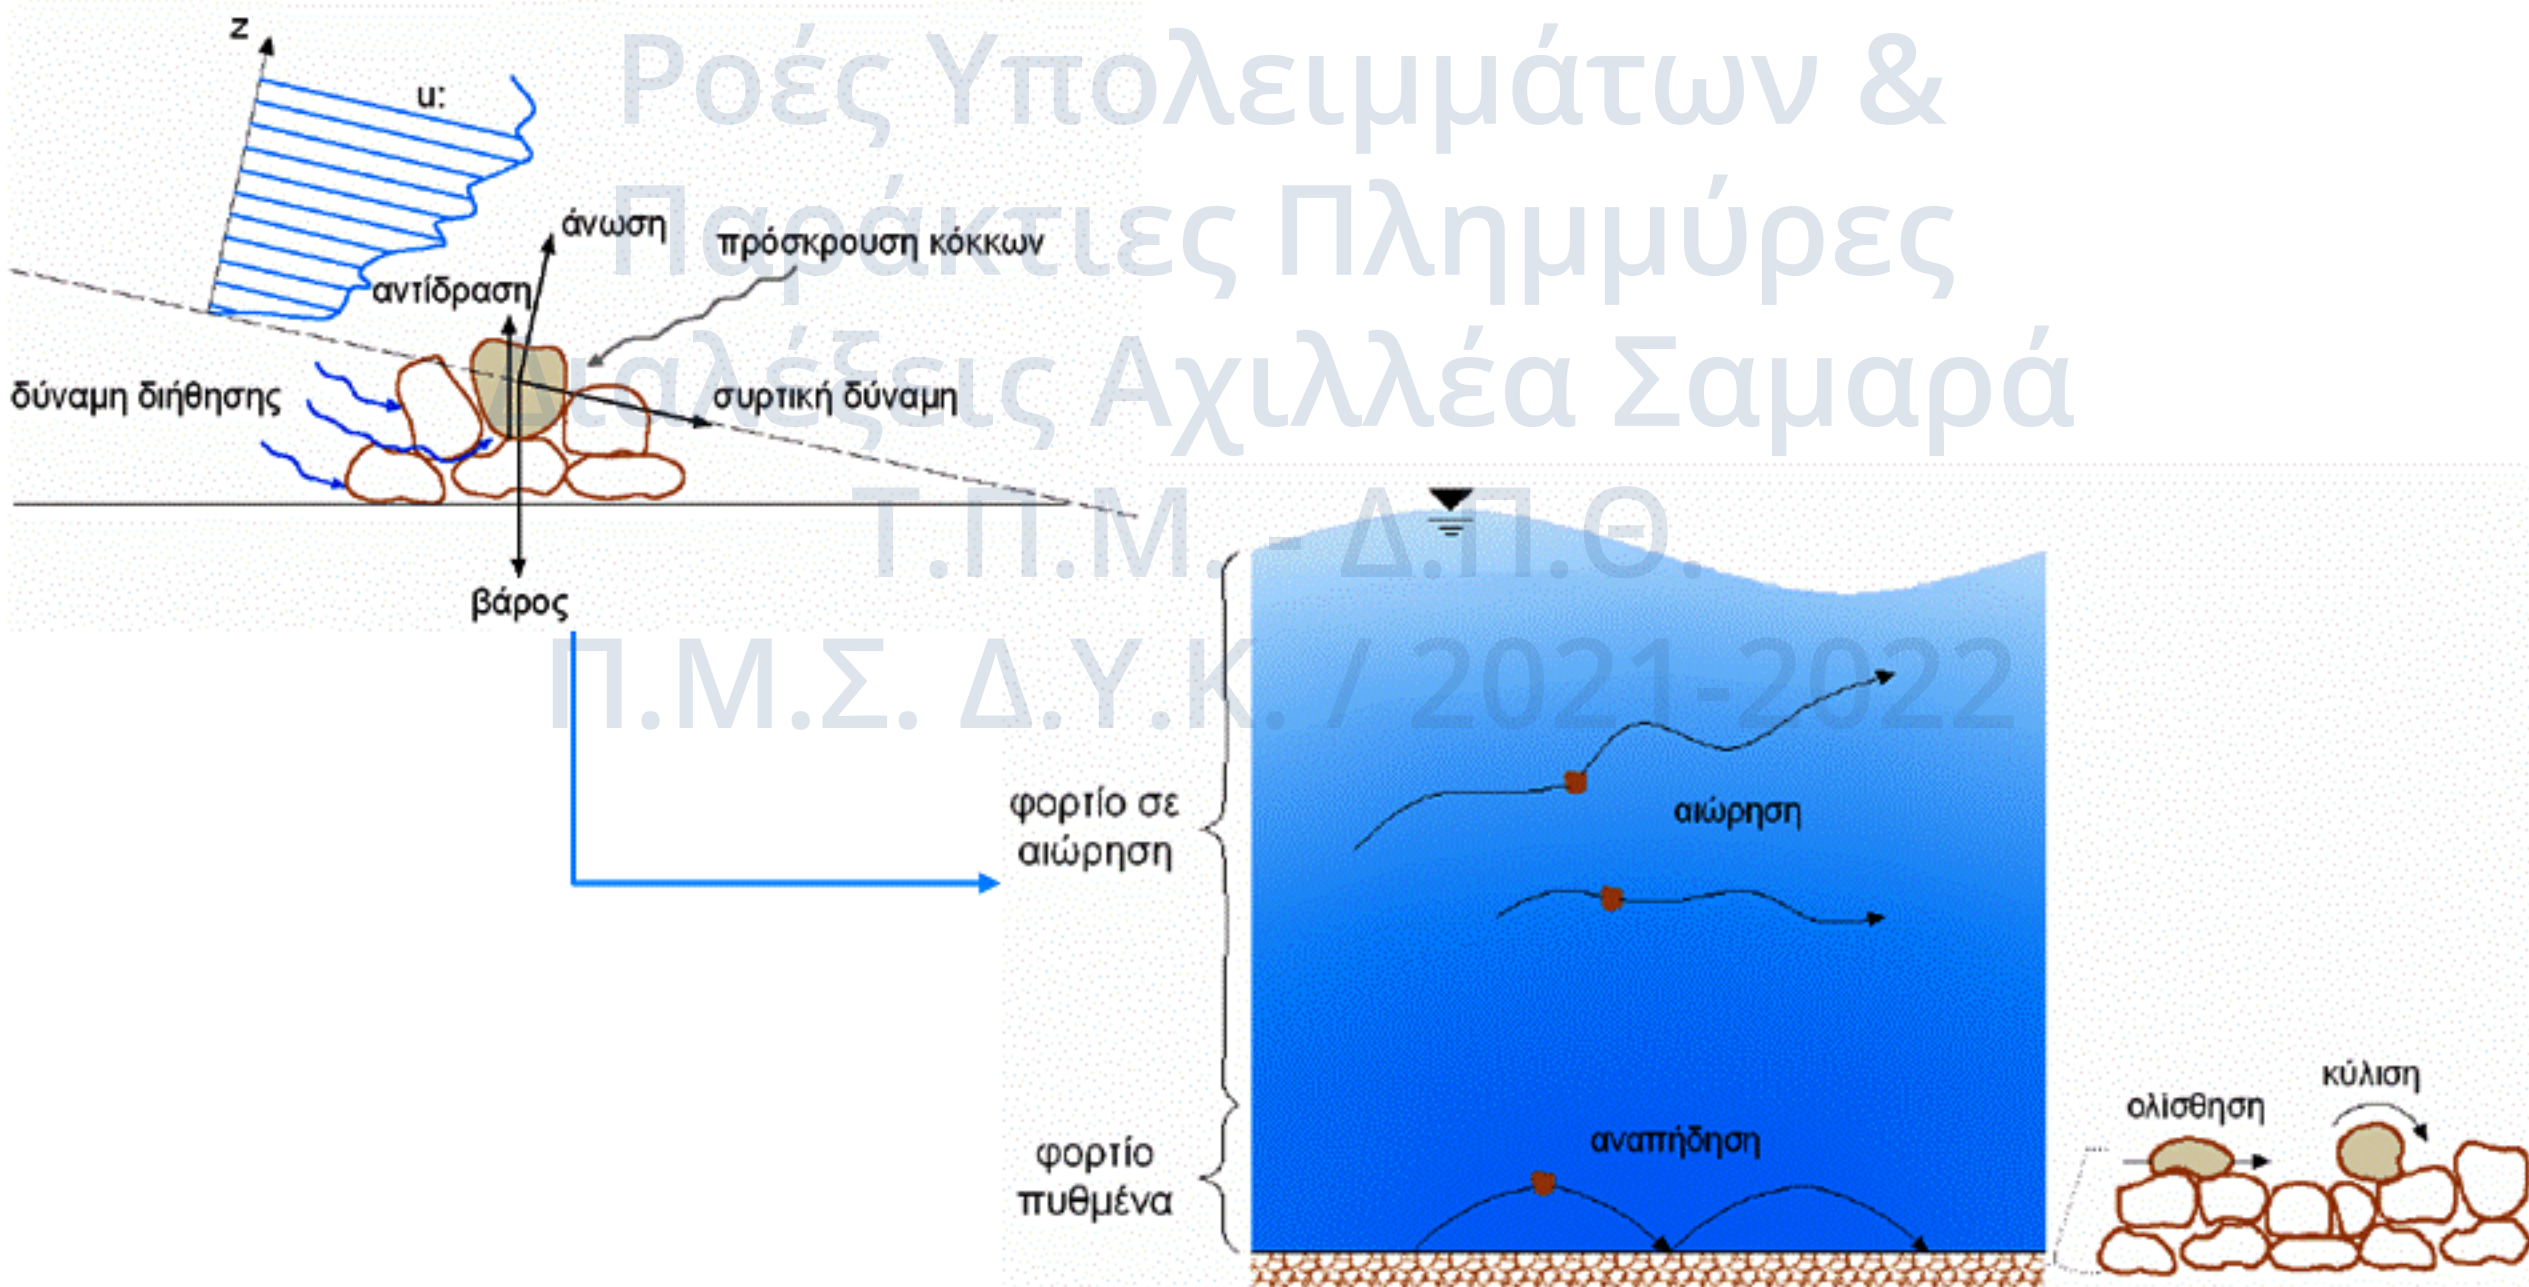 Ροές Υπολειμμάτων &
Παράκτιες Πλημμύρες
Διαλέξεις Αχιλλέα Σαμαρά
Τ.Π.Μ. - Δ.Π.Θ.
Π.Μ.Σ. Δ.Υ.Κ. / 2021-2022
z
u:
άνωση
πρόσκρουση κόκκων
αντίδραση
δύναμη διήθησης
συρτική δύναμη
βάρος
φορτίο σε
αιώρηση
αιώρηση
φορτίο
πυθμένα
αναπήδηση
ολίσθηση
κύλιση